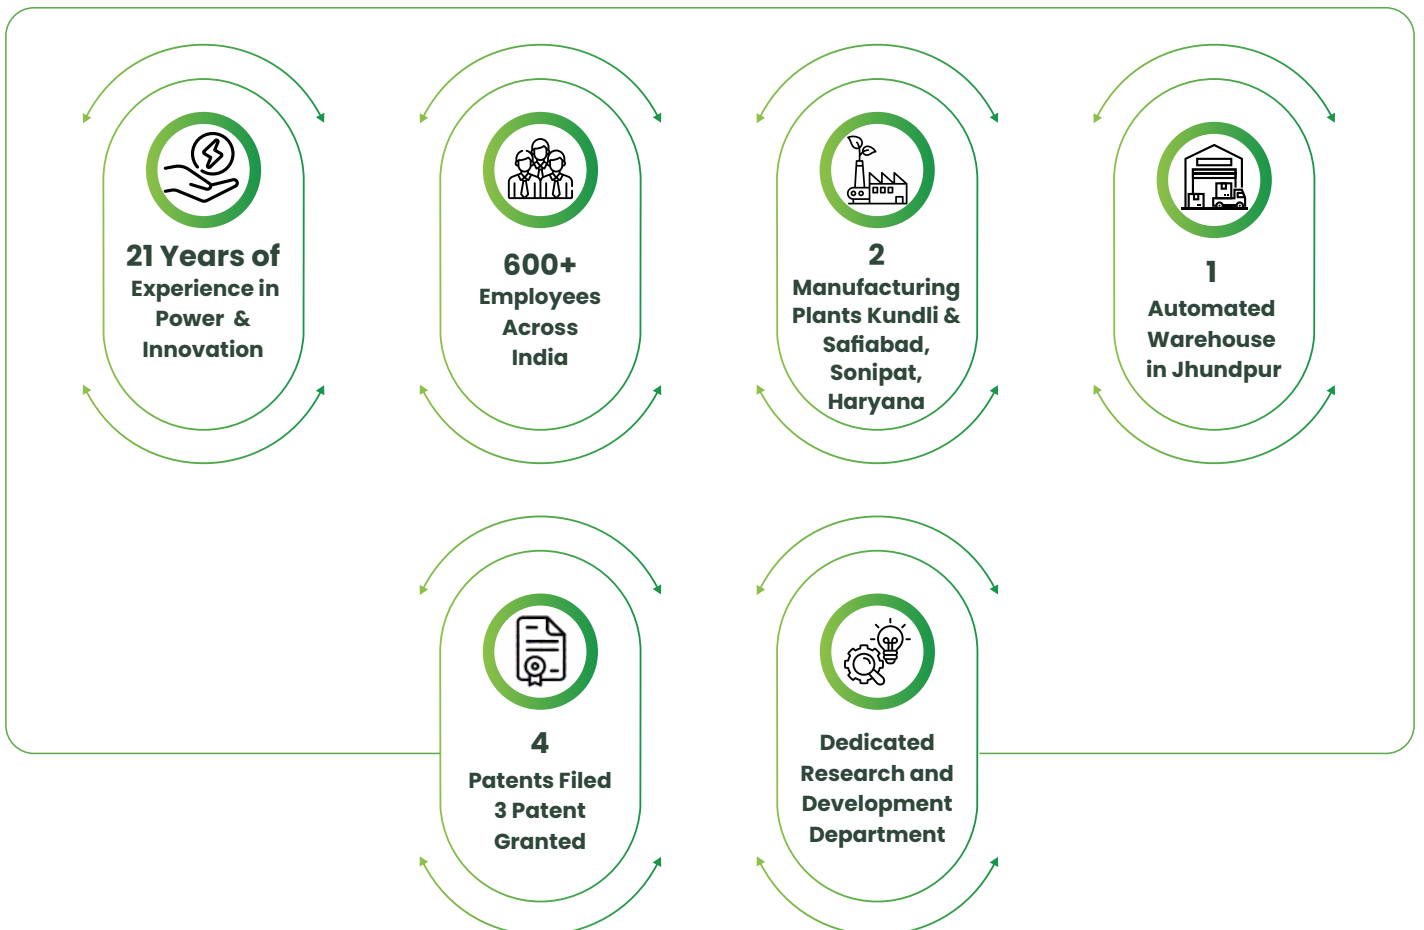 21 Years of
Experience in
Power &
Innovation
600+
Employees
Across
India
2
Manufacturing
Plants Kundli &
Safiabad,
Sonipat,
Haryana
1
Automated
Warehouse
in Jhundpur
4
Patents Filed
3 Patent
Granted
Dedicated
Research and
Development
Department